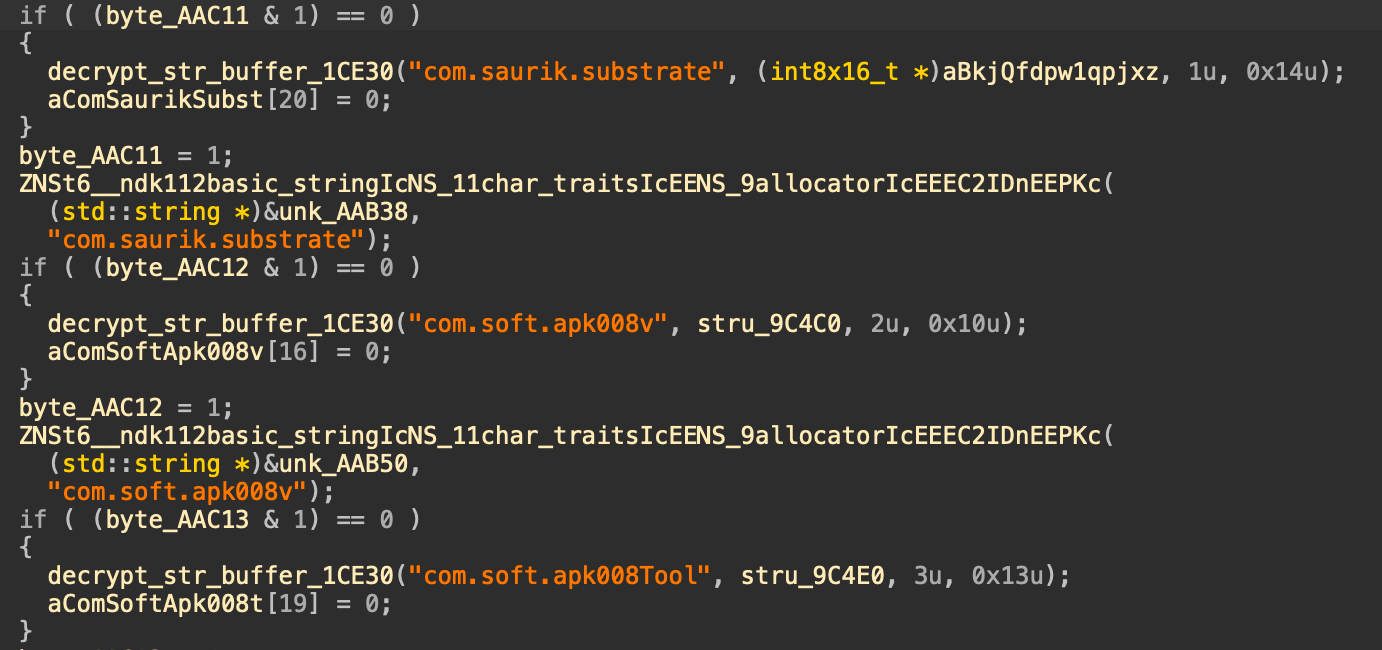 if ( (byte_AAC11 & 1) == 0 )
{
  decrypt_str_buffer_1CE30("com.saurik.substrate", (int8x16_t *)aBkjQfdpw1qpjxz, 1u, 0x14u);
  aComSaurikSubst[20] = 0;
}
byte_AAC11 = 1;
ZNSt6__ndk112basic_stringIcNS_11char_traitsIcEENS_9allocatorIcEEEC2IDnEEPKc(
  (std::string *)&unk_AAB38,
  "com.saurik.substrate");
if ( (byte_AAC12 & 1) == 0 )
{
  decrypt_str_buffer_1CE30("com.soft.apk008v", stru_9C4C0, 2u, 0x10u);
  aComSoftApk008v[16] = 0;
}
byte_AAC12 = 1;
ZNSt6__ndk112basic_stringIcNS_11char_traitsIcEENS_9allocatorIcEEEC2IDnEEPKc(
  (std::string *)&unk_AAB50,
  "com.soft.apk008v");
if ( (byte_AAC13 & 1) == 0 )
{
  decrypt_str_buffer_1CE30("com.soft.apk008Tool", stru_9C4E0, 3u, 0x13u);
  aComSoftApk008t[19] = 0;
}